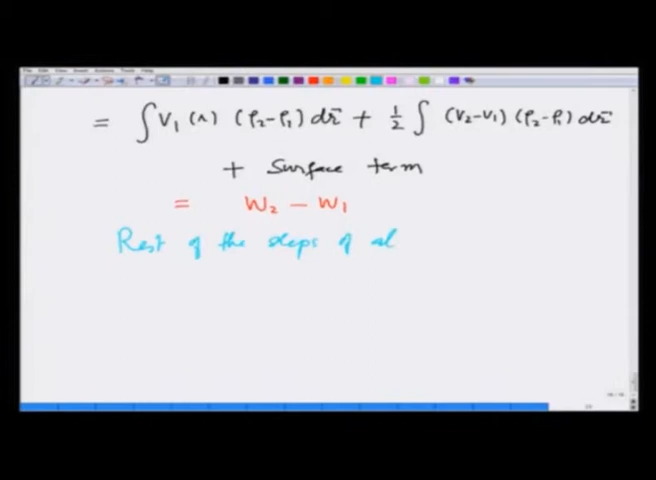 = ∫ V₁(r) (ρ₂-ρ₁) dr̄ + 1/2 ∫ (V₂-V₁) (ρ₂-ρ₁) dr̄
+ Surface term
= W₂ - W₁
Rest of the steps of al